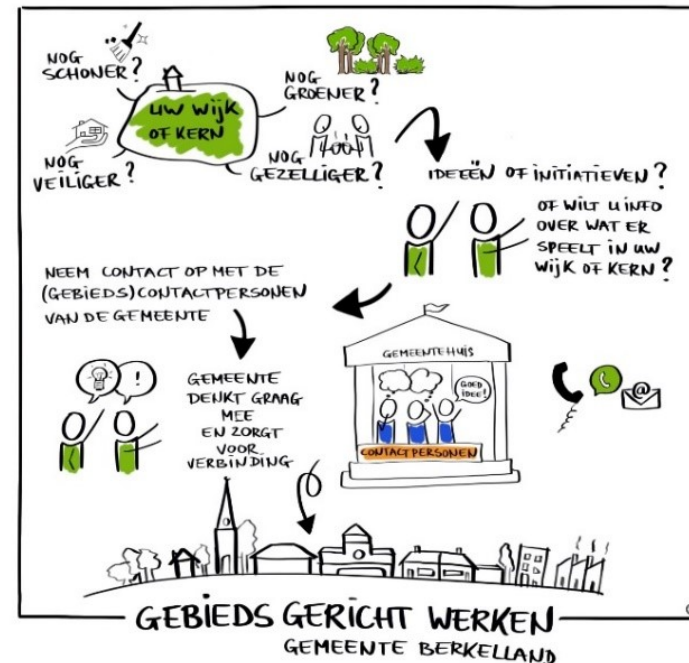 NOG
SCHONER?
NOG
GROENER?
UW WIJK
OF KERN
NOG
VEILIGER?
NOG
GEZELLIGER?
IDEEËN OF INITIATIEVEN?
OF WILT U INFO
OVER WAT ER
SPEELT IN UW
WIJK OF KERN?
NEEM CONTACT OP MET DE
(GEBIEDS)CONTACTPERSONEN
VAN DE GEMEENTE
GEMEENTEHUIS
GOED
IDEE!
CONTACTPERSONEN
@
!
GEMEENTE
DENKT GRAAG
MEE
EN ZORGT
VOOR
VERBINDING
GEBIEDS GERICHT WERKEN
GEMEENTE BERKELLAND